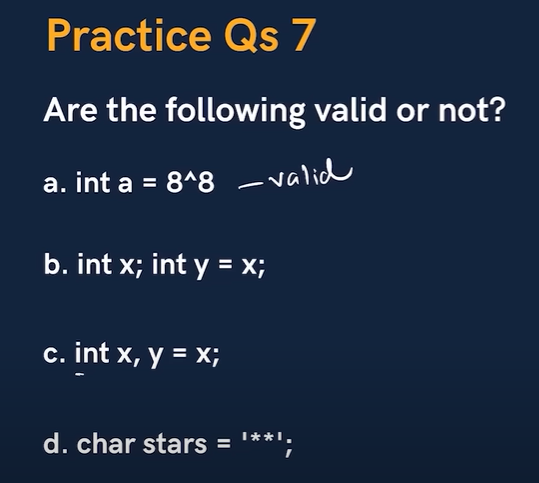 Practice Qs 7
Are the following valid or not?
a. int a = 8^8 – valid
b. int x; int y = x;
c. int x, y = x;
d. char stars = '**';